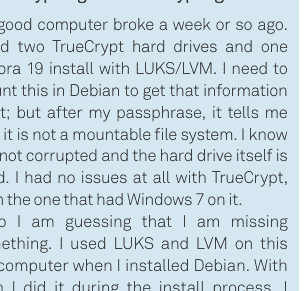 good computer broke a week or so ago.
d two TrueCrypt hard drives and one
ora 19 install with LUKS/LVM. I need to
unt this in Debian to get that information
t; but after my passphrase, it tells me
it is not a mountable file system. I know
not corrupted and the hard drive itself is
d. I had no issues at all with TrueCrypt,
n the one that had Windows 7 on it.
o I am guessing that I am missing
ething. I used LUKS and LVM on this
computer when I installed Debian. With
I did it during the install process. I